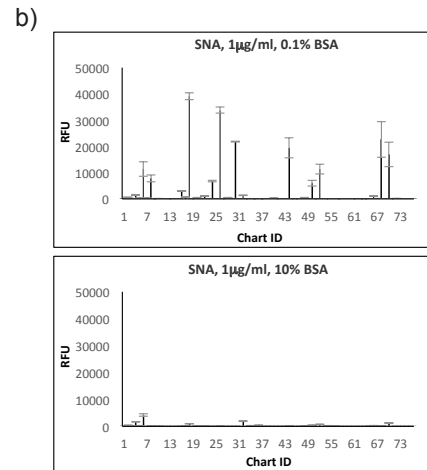 b)
SNA, 1µg/ml, 0.1% BSA
50000
40000
30000
20000
10000
0
RFU
1 7 13 19 25 31 37 43 49 55 61 67 73
Chart ID
SNA, 1µg/ml, 10% BSA
50000
40000
30000
20000
10000
0
RFU
1 7 13 19 25 31 37 43 49 55 61 67 73
Chart ID